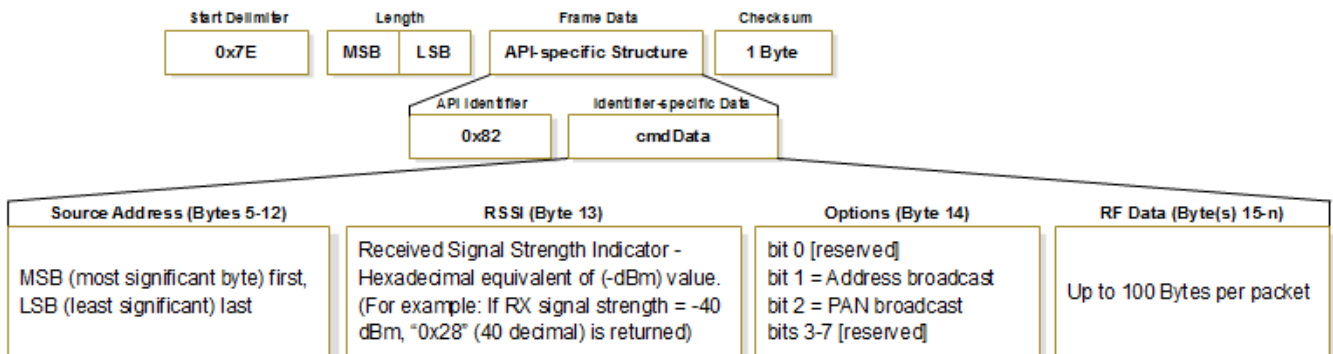 Start Delimiter
Length
Frame Data
Checksum
0x7E
MSB
LSB
API-specific Structure
1 Byte
API Identifier
Identifier-specific Data
0x82
cmdData
Source Address (Bytes 5-12)
MSB (most significant byte) first,
LSB (least significant) last
RSSI (Byte 13)
Received Signal Strength Indicator -
Hexadecimal equivalent of (-dBm) value.
(For example: If RX signal strength = -40
dBm, “0x28” (40 decimal) is returned)
Options (Byte 14)
bit 0 [reserved]
bit 1 = Address broadcast
bit 2 = PAN broadcast
bits 3-7 [reserved]
RF Data (Byte(s) 15-n)
Up to 100 Bytes per packet